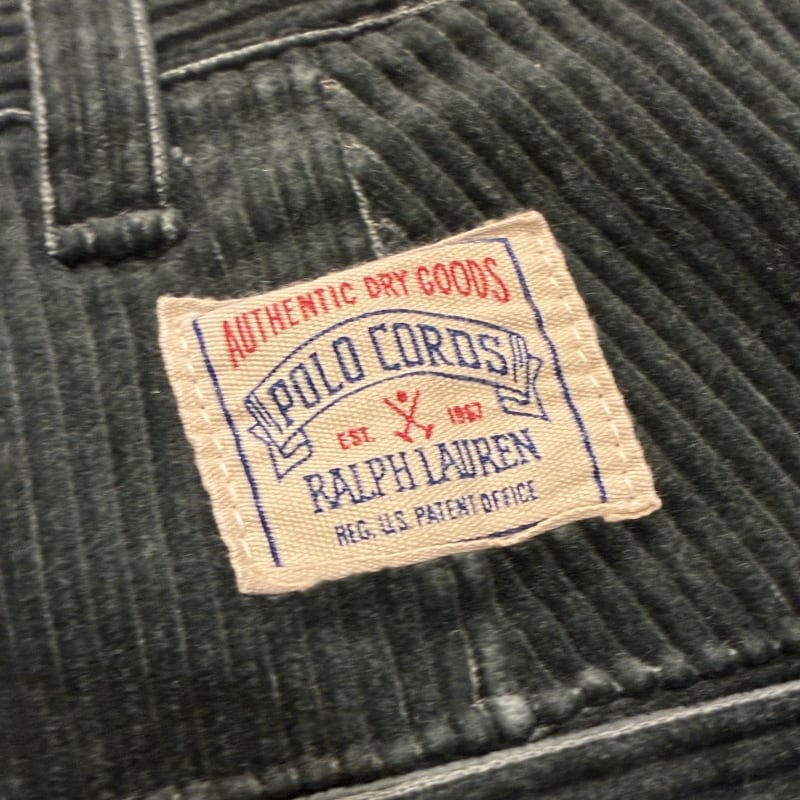 AUTHENTIC DRY GOODS
POLO CORDS
EST. 1967
RALPH LAUREN
REG. U.S. PATENT OFFICE